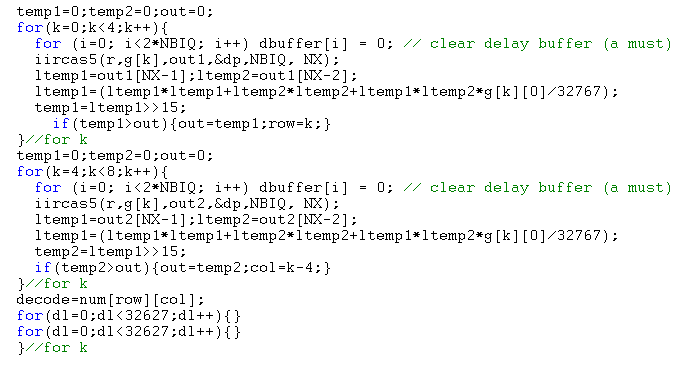 temp1=0;temp2=0;out=0;
for(k=0;k<4;k++){
for (i=0; i<2*NBIQ; i++) dbuffer[i] = 0; // clear delay buffer (a must)
iircas5(r,g[k],out1,&dp,NBIQ, NX);
ltemp1=out1[NX-1];ltemp2=out1[NX-2];
ltemp1=(ltemp1*ltemp1+ltemp2*ltemp2+ltemp1*ltemp2*g[k][0]/32767);
temp1=ltemp1>>15;
if(temp1>out){out=temp1;row=k;}
}//for k
temp1=0;temp2=0;out=0;
for(k=4;k<8;k++){
for (i=0; i<2*NBIQ; i++) dbuffer[i] = 0; // clear delay buffer (a must)
iircas5(r,g[k],out2,&dp,NBIQ, NX);
ltemp1=out2[NX-1];ltemp2=out2[NX-2];
ltemp1=(ltemp1*ltemp1+ltemp2*ltemp2+ltemp1*ltemp2*g[k][0]/32767);
temp2=ltemp1>>15;
if(temp2>out){out=temp2;col=k-4;}
}//for k
decode=num[row][col];
for(dl=0;dl<32627;dl++){}
for(dl=0;dl<32627;dl++){}
}//for k